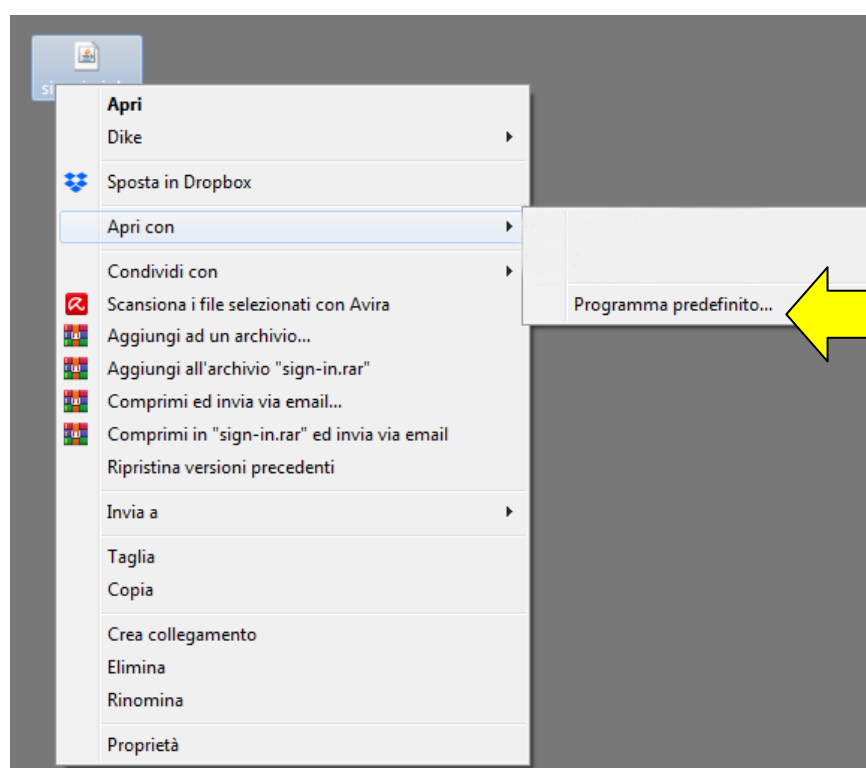 Apri
Dike
Sposta in Dropbox
Apri con
Condividi con
Programma predefinito...
Scansiona i file selezionati con Avira
Aggiungi ad un archivio...
Aggiungi all'archivio "sign-in.rar"
Comprimi ed invia via email...
Comprimi in "sign-in.rar" ed invia via email
Ripristina versioni precedenti
Invia a
Taglia
Copia
Crea collegamento
Elimina
Rinomina
Proprietà